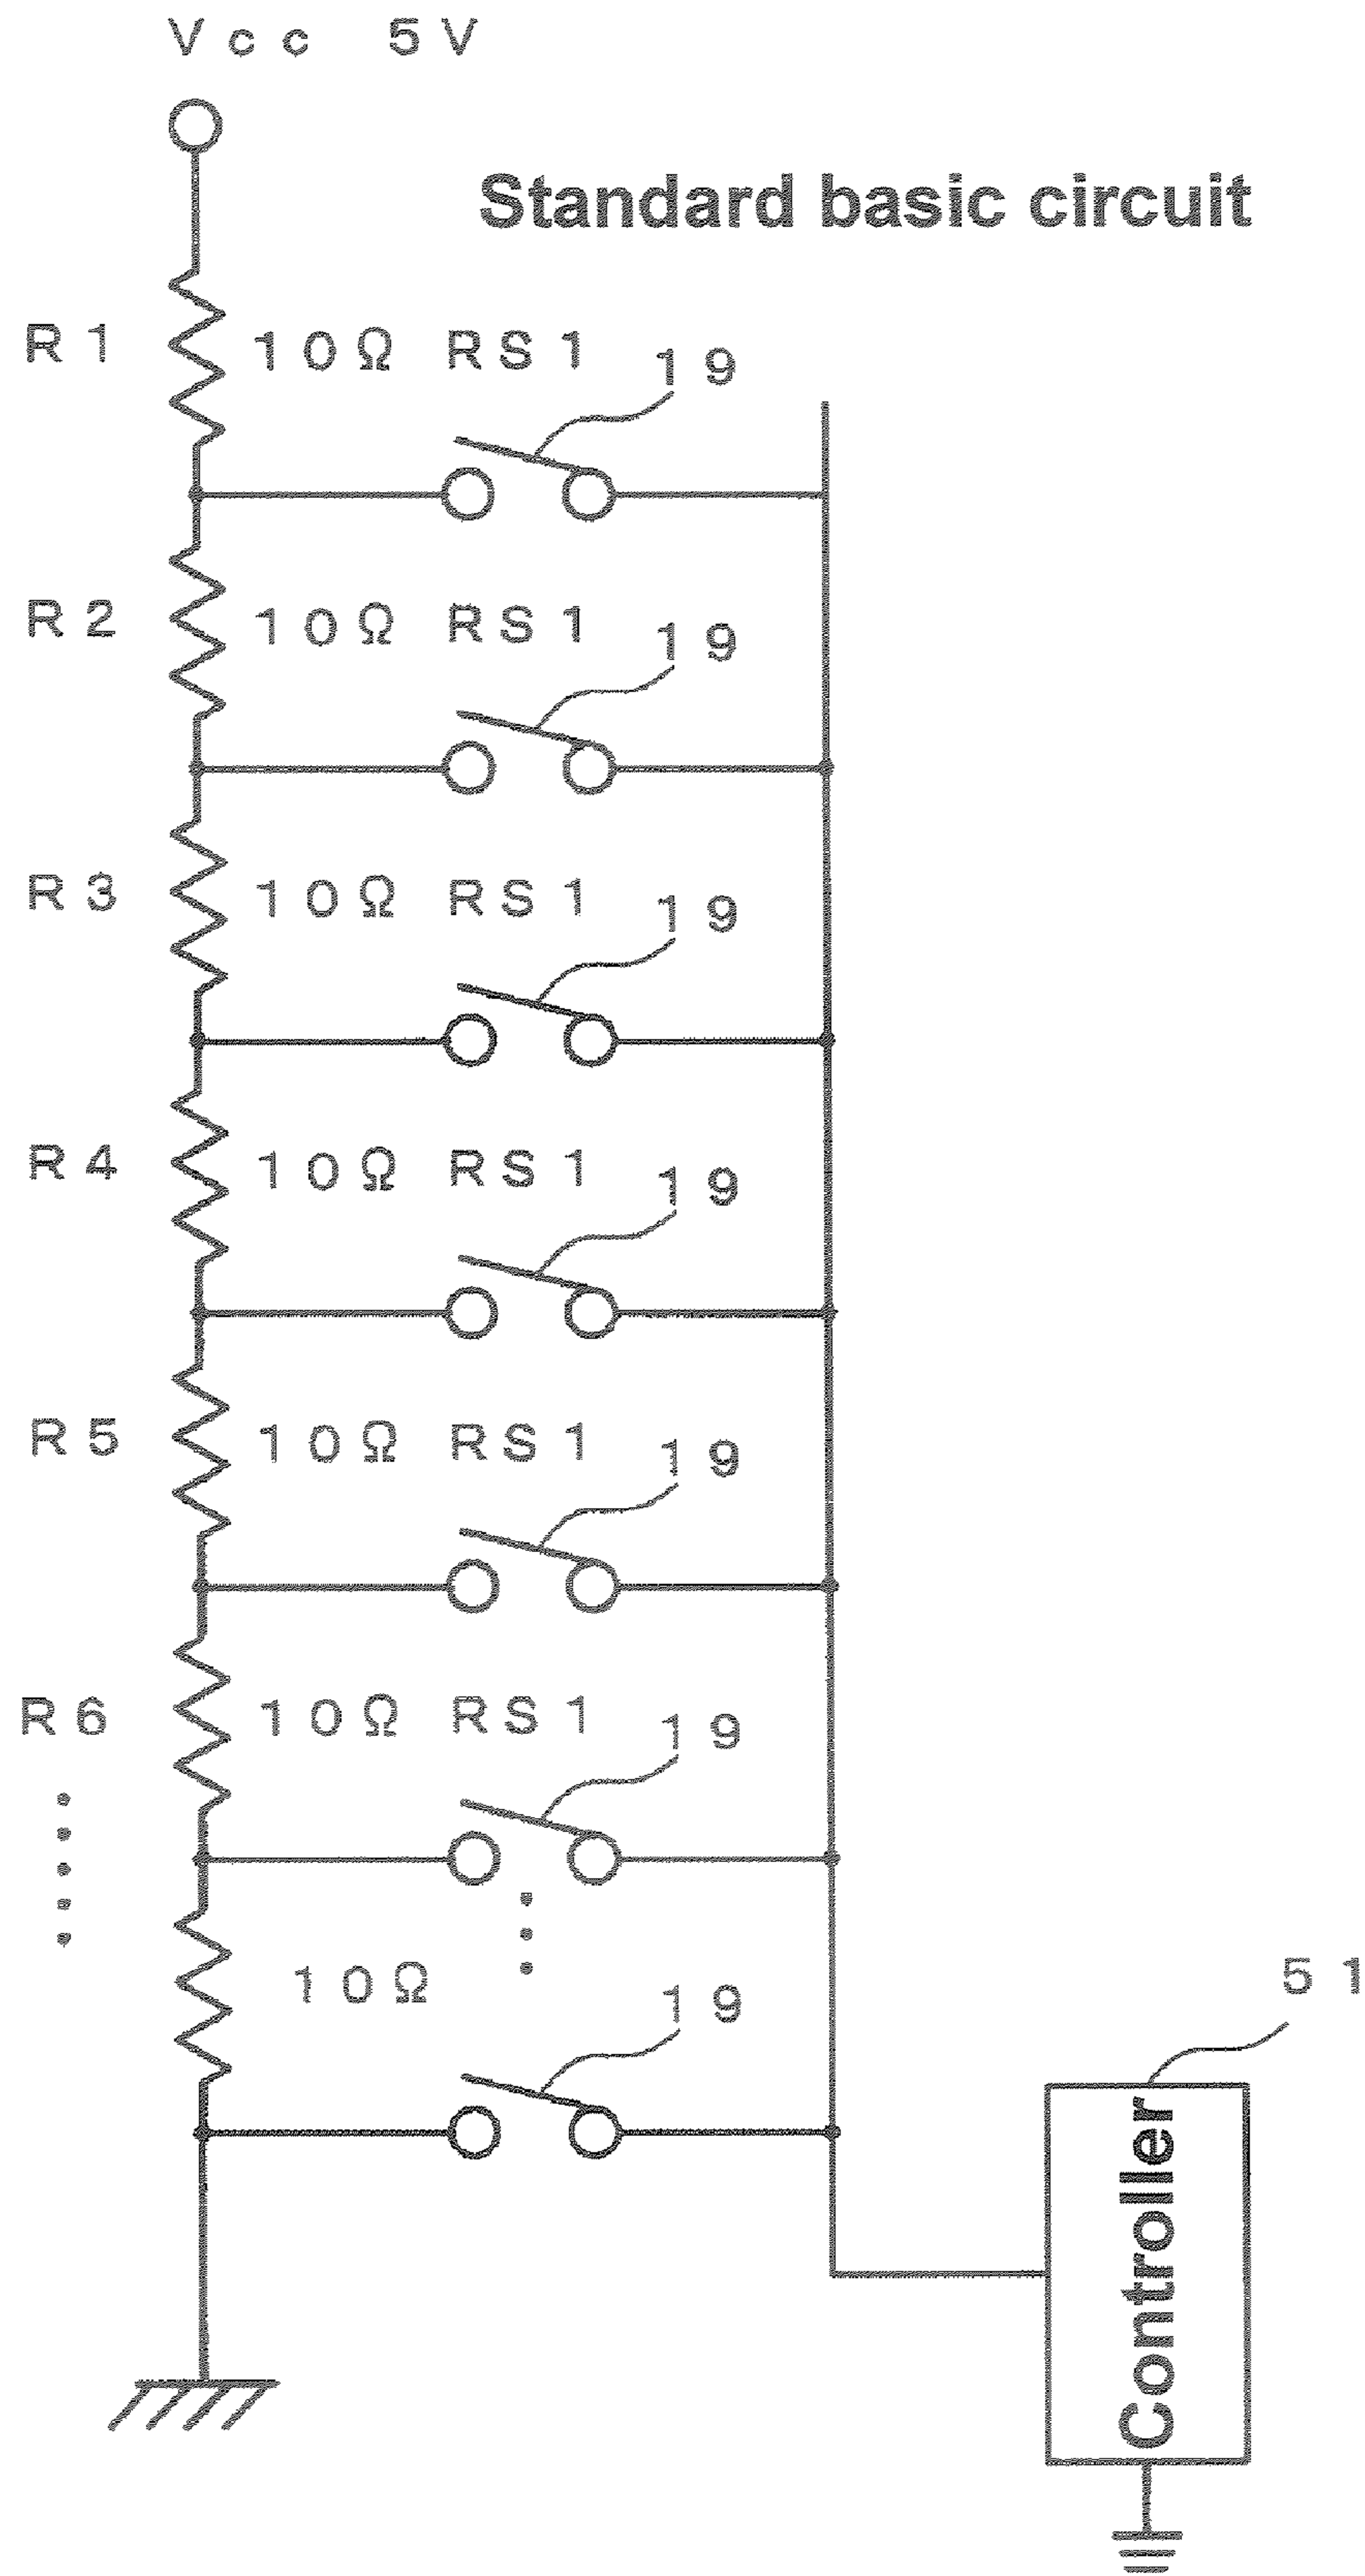 Vcc 5V
Standard basic circuit
R1 10Ω RS1 19
R2 10Ω RS1 19
R3 10Ω RS1 19
R4 10Ω RS1 19
R5 10Ω RS1 19
R6 10Ω RS1 19
10Ω 19
51
Controller